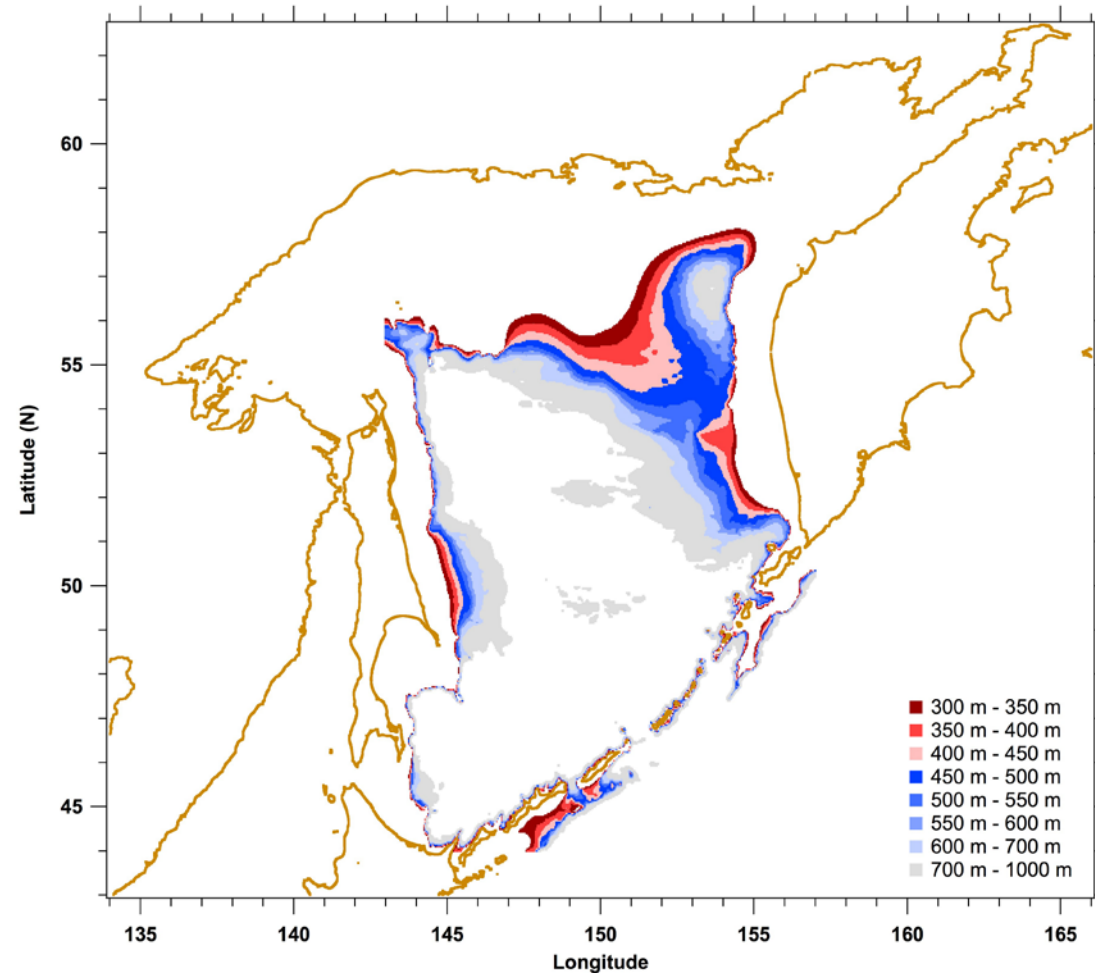 60
55
50
45
Latitude (N)
135
140
145
150
155
160
165
Longitude
300 m - 350 m
350 m - 400 m
400 m - 450 m
450 m - 500 m
500 m - 550 m
550 m - 600 m
600 m - 700 m
700 m - 1000 m